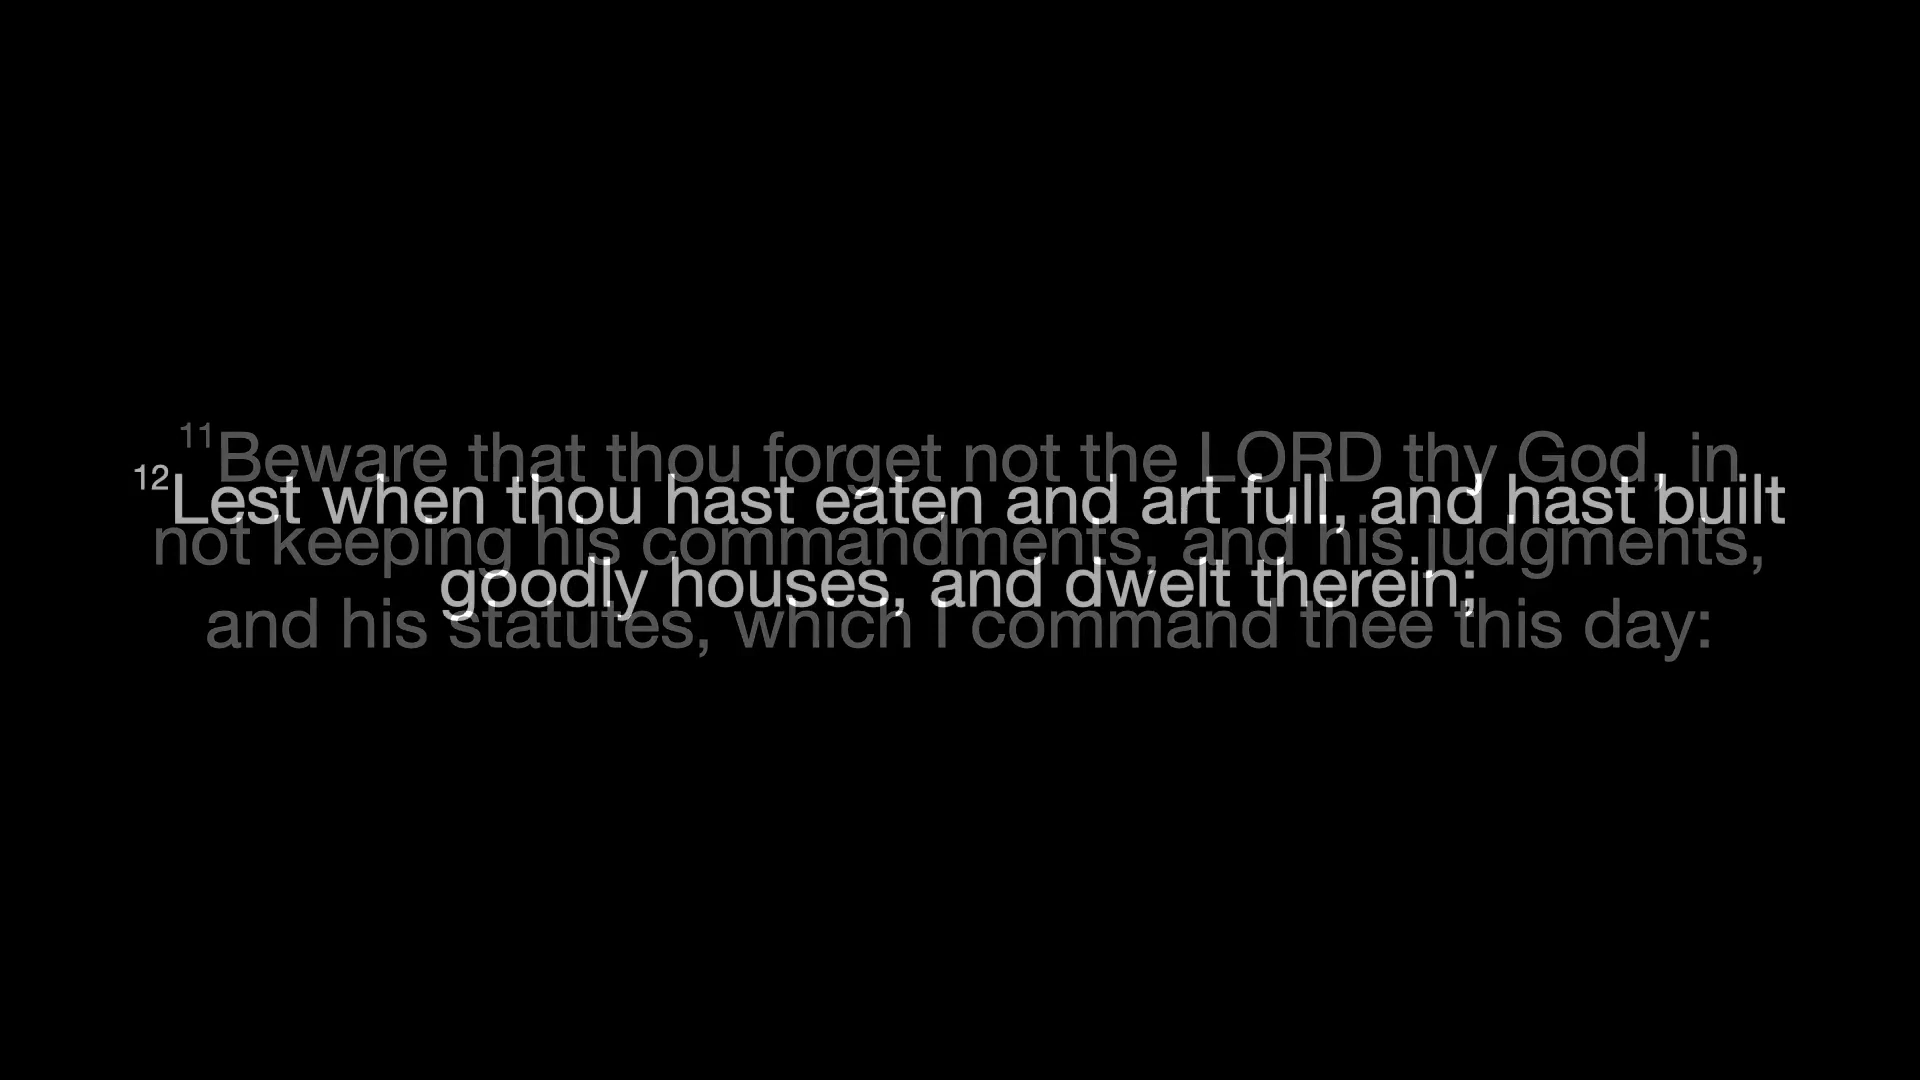 11Beware that thou forget not the LORD thy God, in
not keeping his commandments, and his judgments,
and his statutes, which I command thee this day:
12Lest when thou hast eaten and art full, and hast built
goodly houses, and dwelt therein;